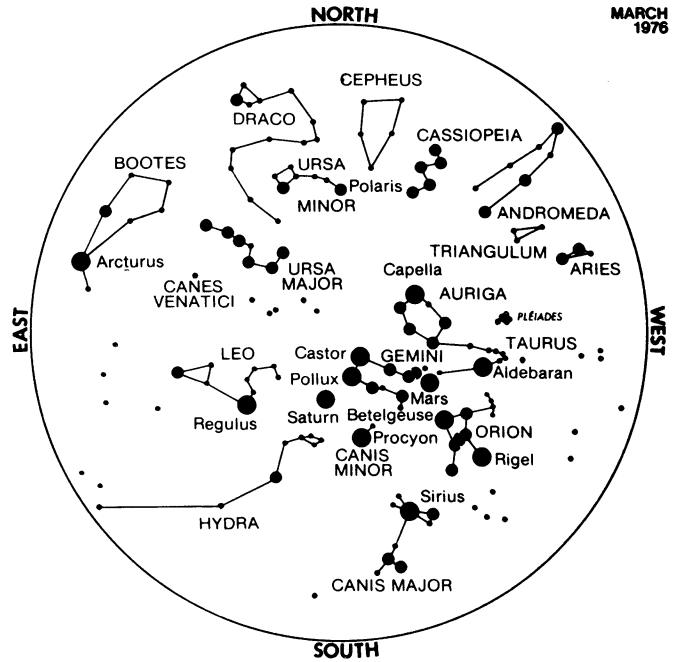 NORTH
MARCH
1976
CEPHEUS
DRACO
CASSIOPEIA
BOOTES
URSA
MINOR
Polaris
ANDROMEDA
TRIANGULUM
ARIES
Arcturus
URSA
MAJOR
CANES
VENATICI
Capella
AURIGA
PLÉIADES
EAST
WEST
TAURUS
LEO
Castor
GEMINI
Pollux
Aldebaran
Mars
Regulus
Saturn
Betelgeuse
Procyon
ORION
CANIS
MINOR
Rigel
Sirius
HYDRA
CANIS MAJOR
SOUTH